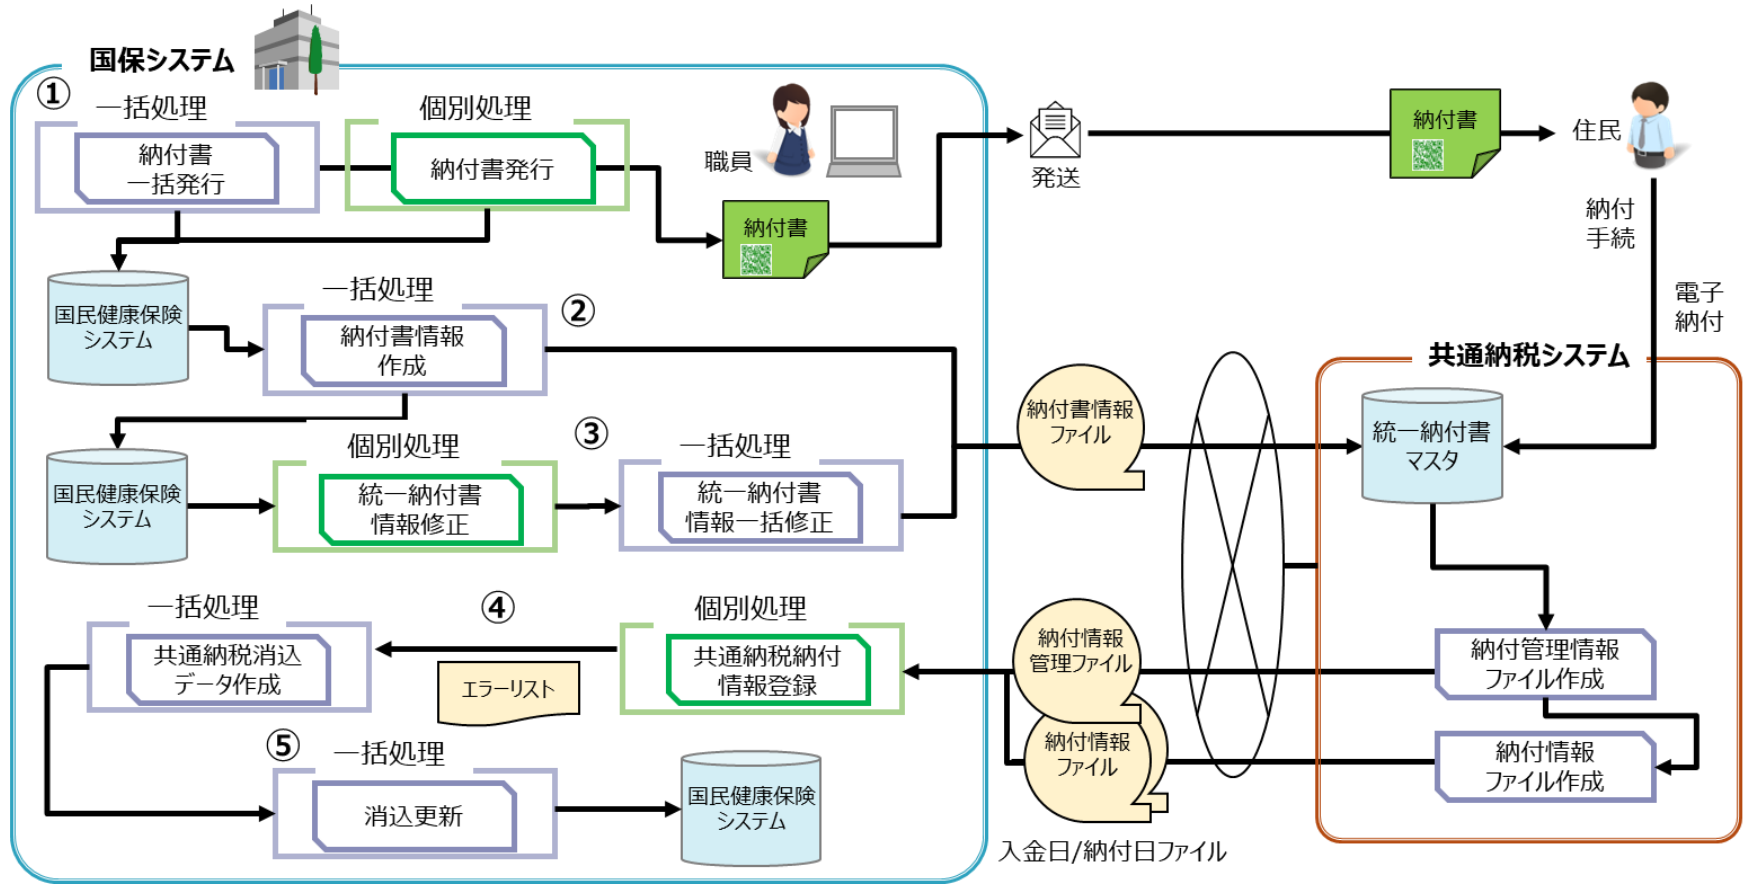 国保システム
①
一括処理
納付書
一括発行
個別処理
納付書発行
職員
納付書
発送
納付書
住民
納付
手続
電子
納付
国民健康保険
システム
一括処理
②
納付書情報
作成
国民健康保険
システム
個別処理
統一納付書
情報修正
③
一括処理
統一納付書
情報一括修正
納付書情報
ファイル
共通納税システム
統一納付書
マスタ
一括処理
共通納税消込
データ作成
④
エラーリスト
個別処理
共通納税納付
情報登録
納付情報
管理ファイル
納付情報
ファイル
納付管理情報
ファイル作成
納付情報
ファイル作成
⑤
一括処理
消込更新
国民健康保険
システム
入金日/納付日ファイル